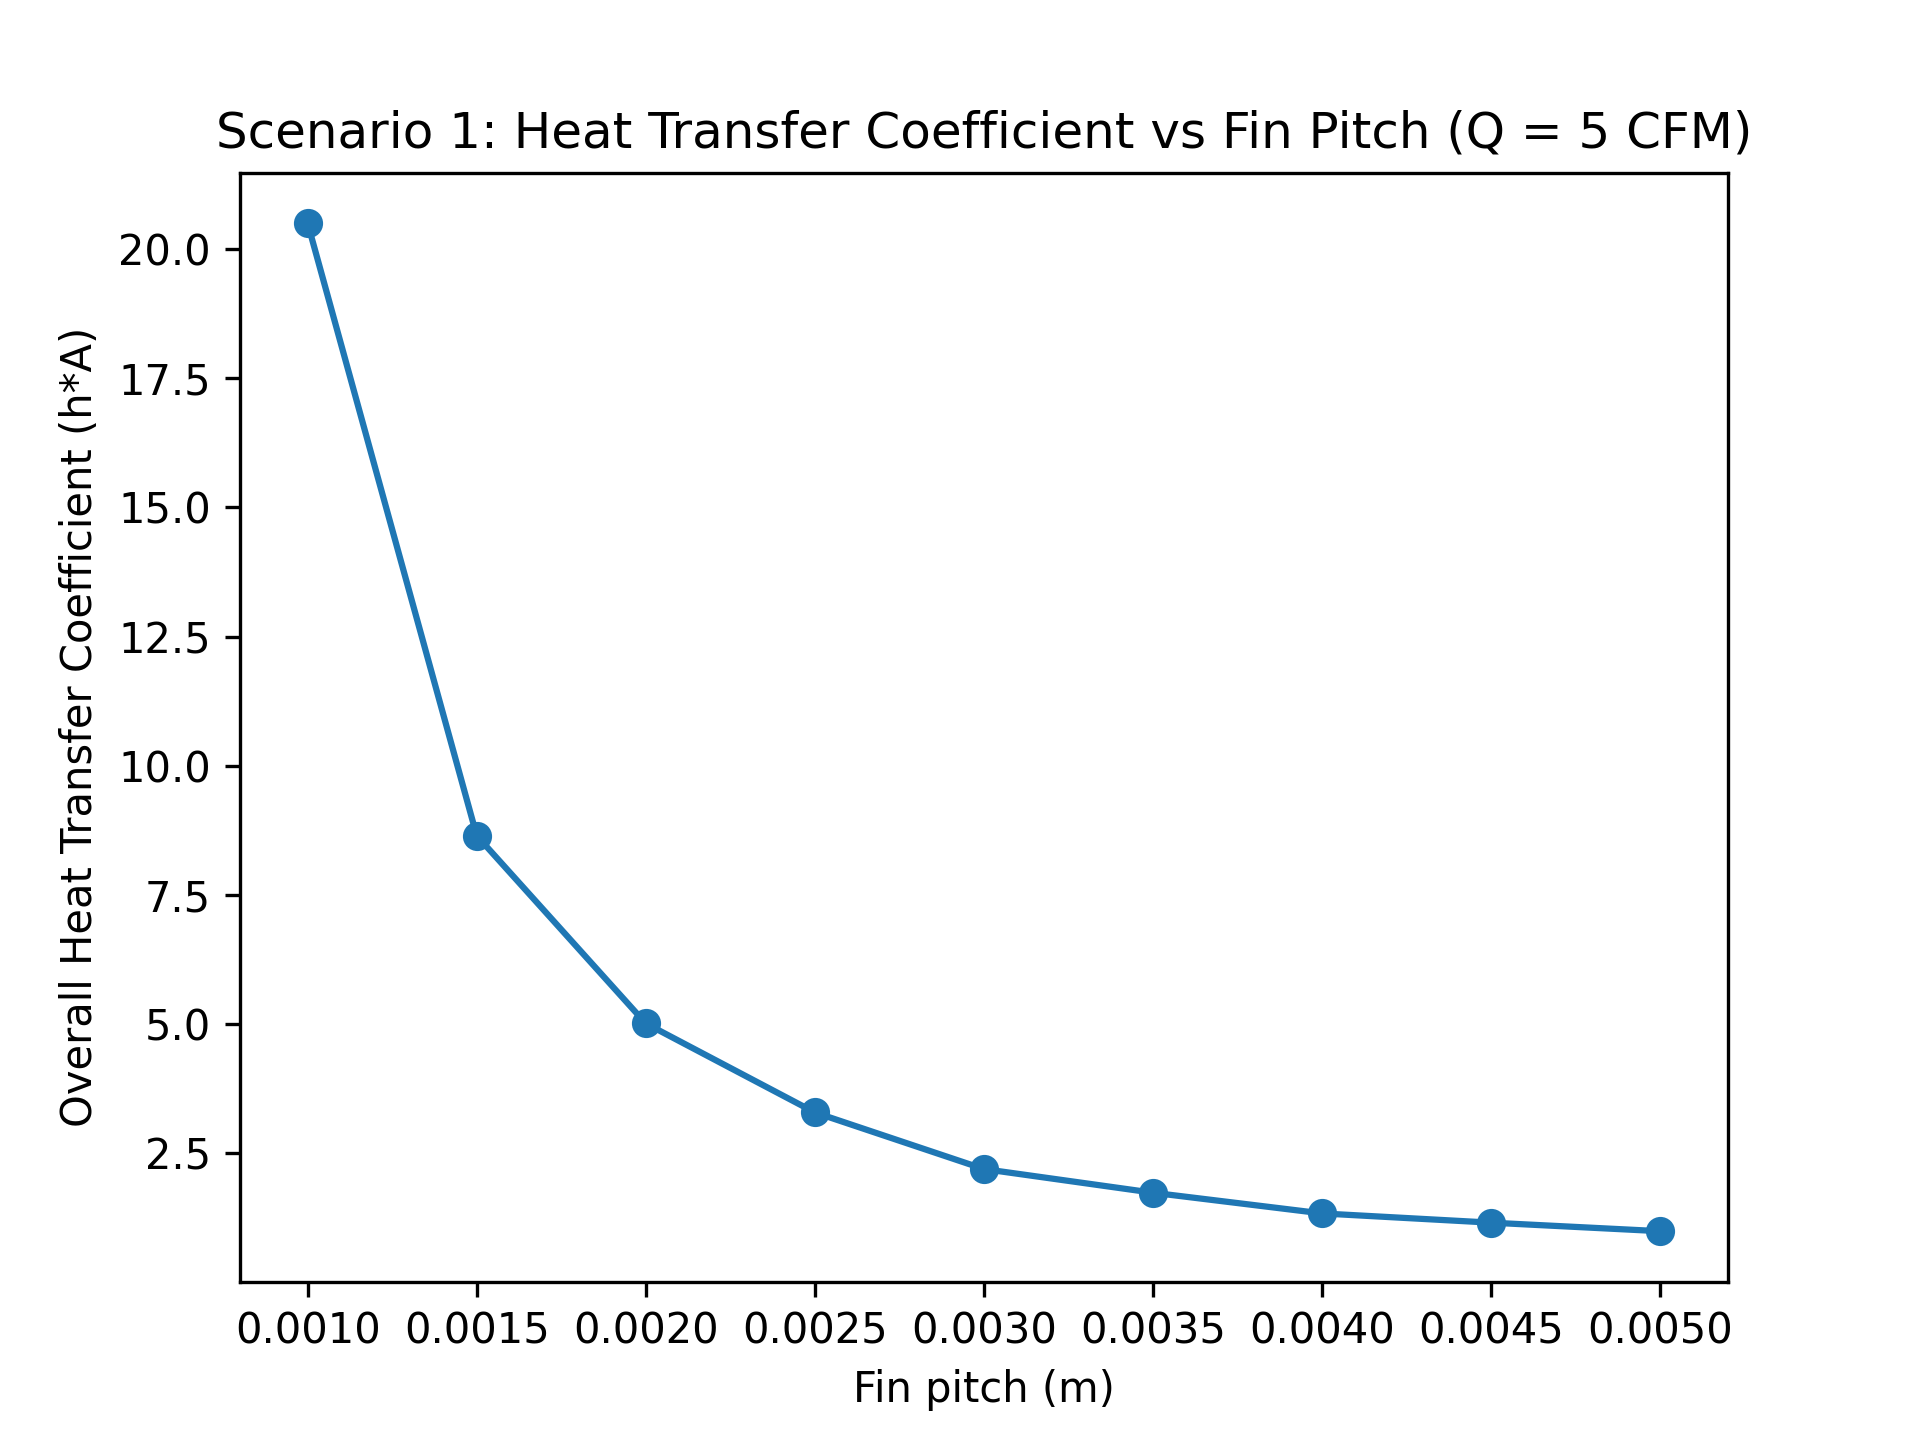 Scenario 1: Heat Transfer Coefficient vs Fin Pitch (Q = 5 CFM)
Overall Heat Transfer Coefficient (h*A)
20.0
17.5
15.0
12.5
10.0
7.5
5.0
2.5
0.0010 0.0015 0.0020 0.0025 0.0030 0.0035 0.0040 0.0045 0.0050
Fin pitch (m)